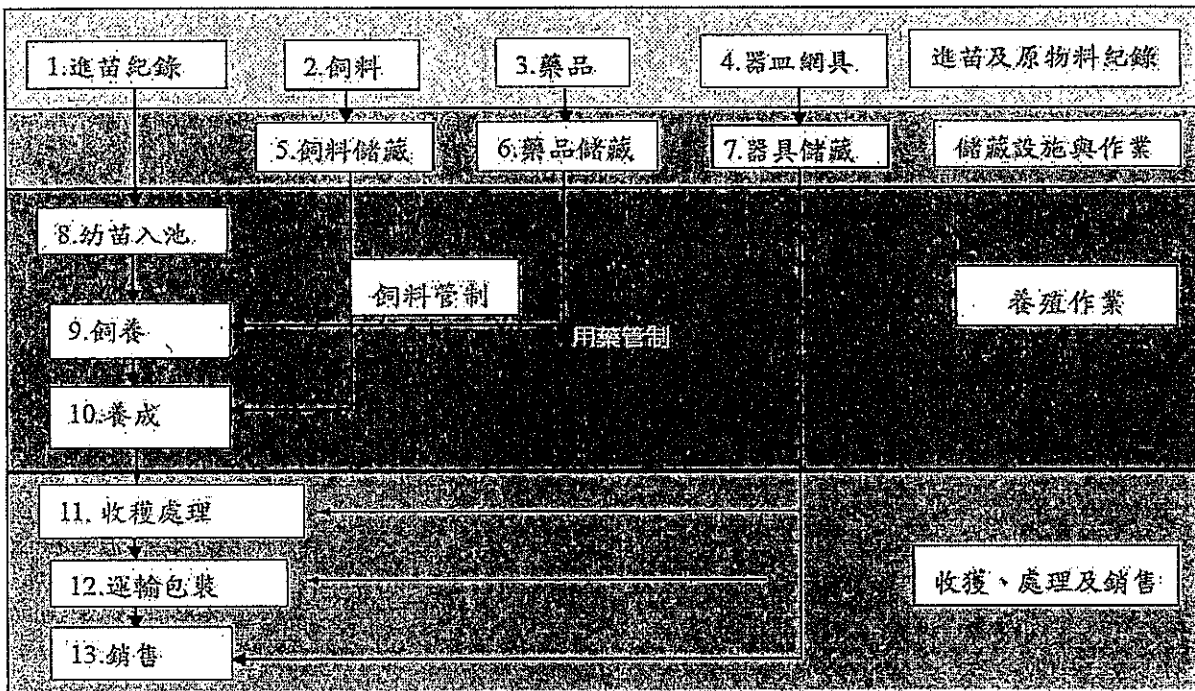 1.進苗紀錄
2.飼料
3.藥品
4.器皿網具
進苗及原物料紀錄
5.飼料儲藏
6.藥品儲藏
7.器具儲藏
儲藏設施與作業
8.幼苗入池
飼料管制
養殖作業
9.飼養
用藥管制
10.養成
11.收穫處理
12.運輸包裝
收獲、處理及銷售
13.銷售